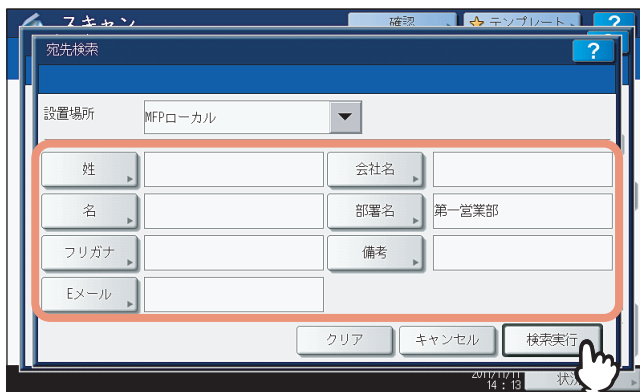 スキャン 確認 テンプレート ?
宛先検索 ?
設置場所 MFPローカル
姓 会社名
名 部署名 第一営業部
フリガナ 備考
Eメール
クリア キャンセル 検索実行
2011/11/11
14 : 13